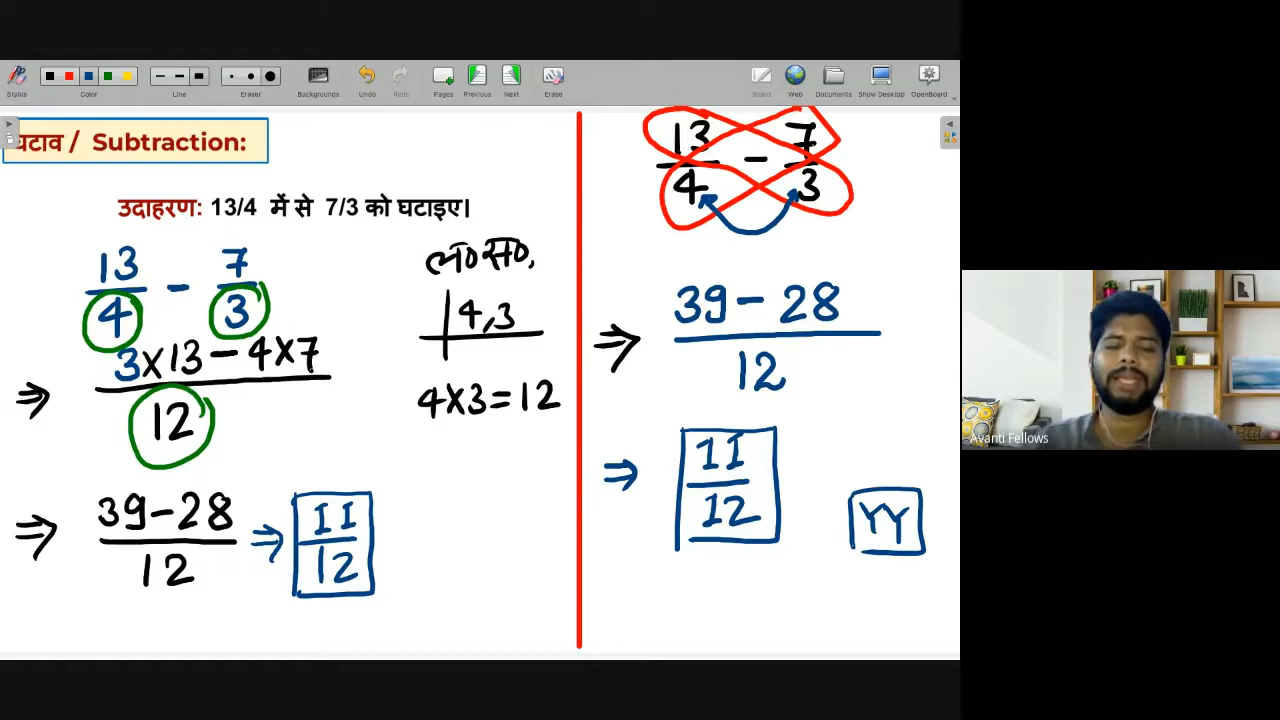 Stylus Color Line Eraser Backgrounds Undo Redo Pages Previous Next Erase Board Web Documents Show Desktop OpenBoard
घटाव / Subtraction:
उदाहरण: 13/4 में से 7/3 को घटाइए।
13/4 - 7/3
⇒ 3×13 - 4×7 / 12
⇒ 39-28 / 12 ⇒ 11/12
ल० स०,
4,3
4×3=12
13/4 - 7/3
⇒ 39-28 / 12
⇒ 11/12
YY
Avanti Fellows